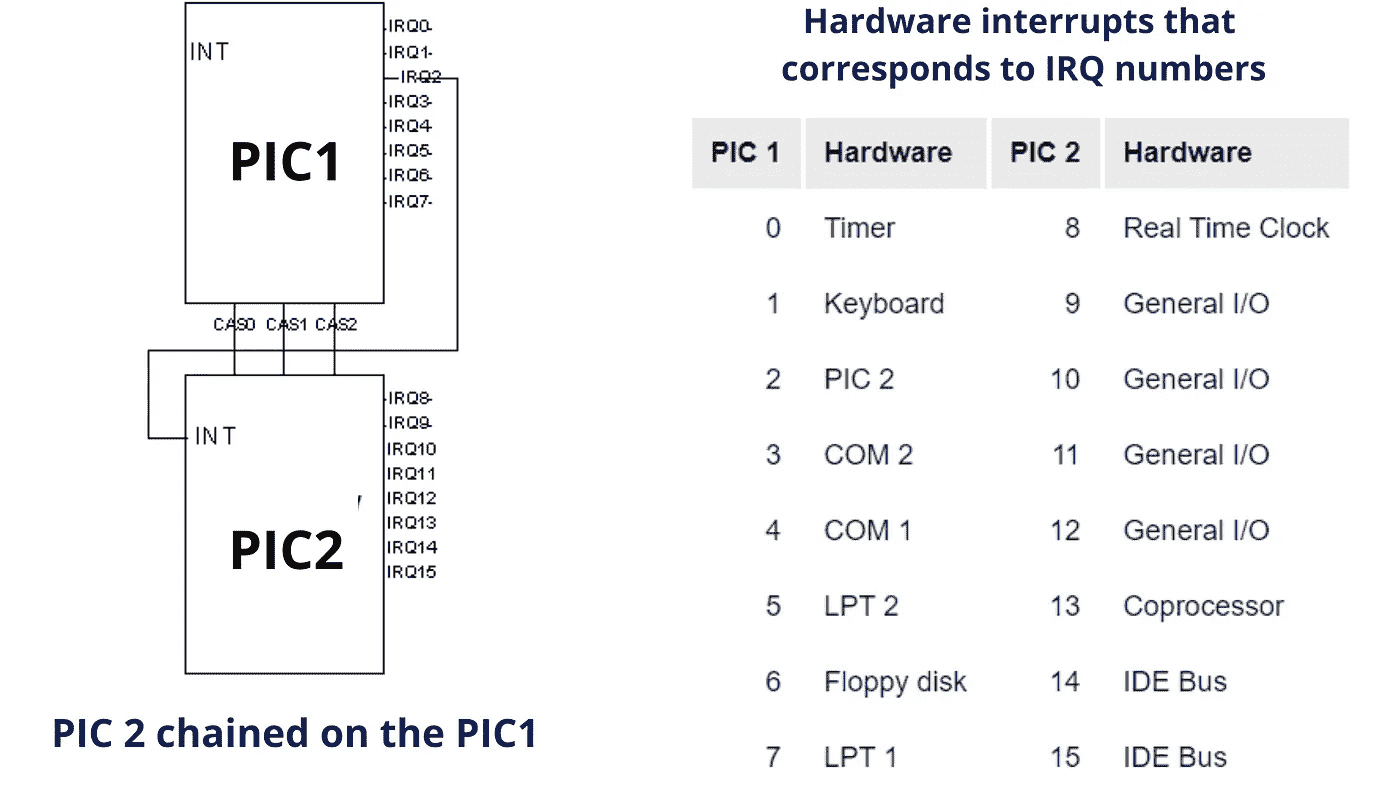 INT
PIC1
IRQ0
IRQ1
IRQ2
IRQ3
IRQ4
IRQ5
IRQ6
IRQ7
CAS0 CAS1 CAS2
INT
PIC2
IRQ8
IRQ9
IRQ10
IRQ11
IRQ12
IRQ13
IRQ14
IRQ15
PIC 2 chained on the PIC1
Hardware interrupts that
corresponds to IRQ numbers
PIC 1 Hardware PIC 2 Hardware
0 Timer 8 Real Time Clock
1 Keyboard 9 General I/O
2 PIC 2 10 General I/O
3 COM 2 11 General I/O
4 COM 1 12 General I/O
5 LPT 2 13 Coprocessor
6 Floppy disk 14 IDE Bus
7 LPT 1 15 IDE Bus